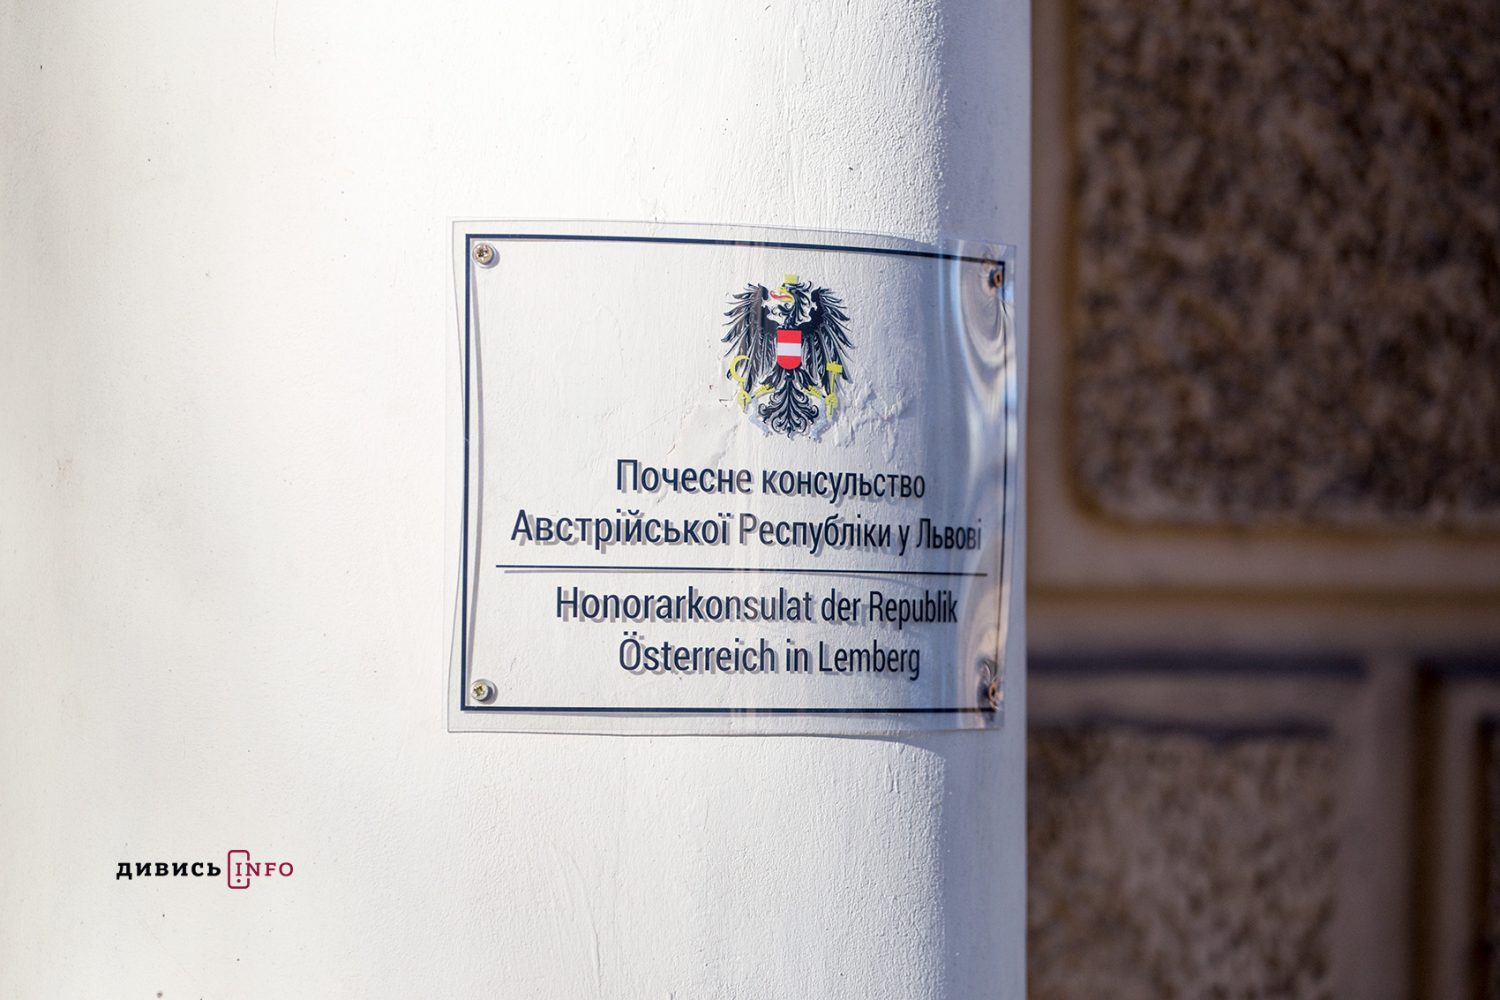 Почесне консульство
Австрійської Республіки у Львові
Honorarkonsulat der Republik
Österreich in Lemberg
дивись INFO